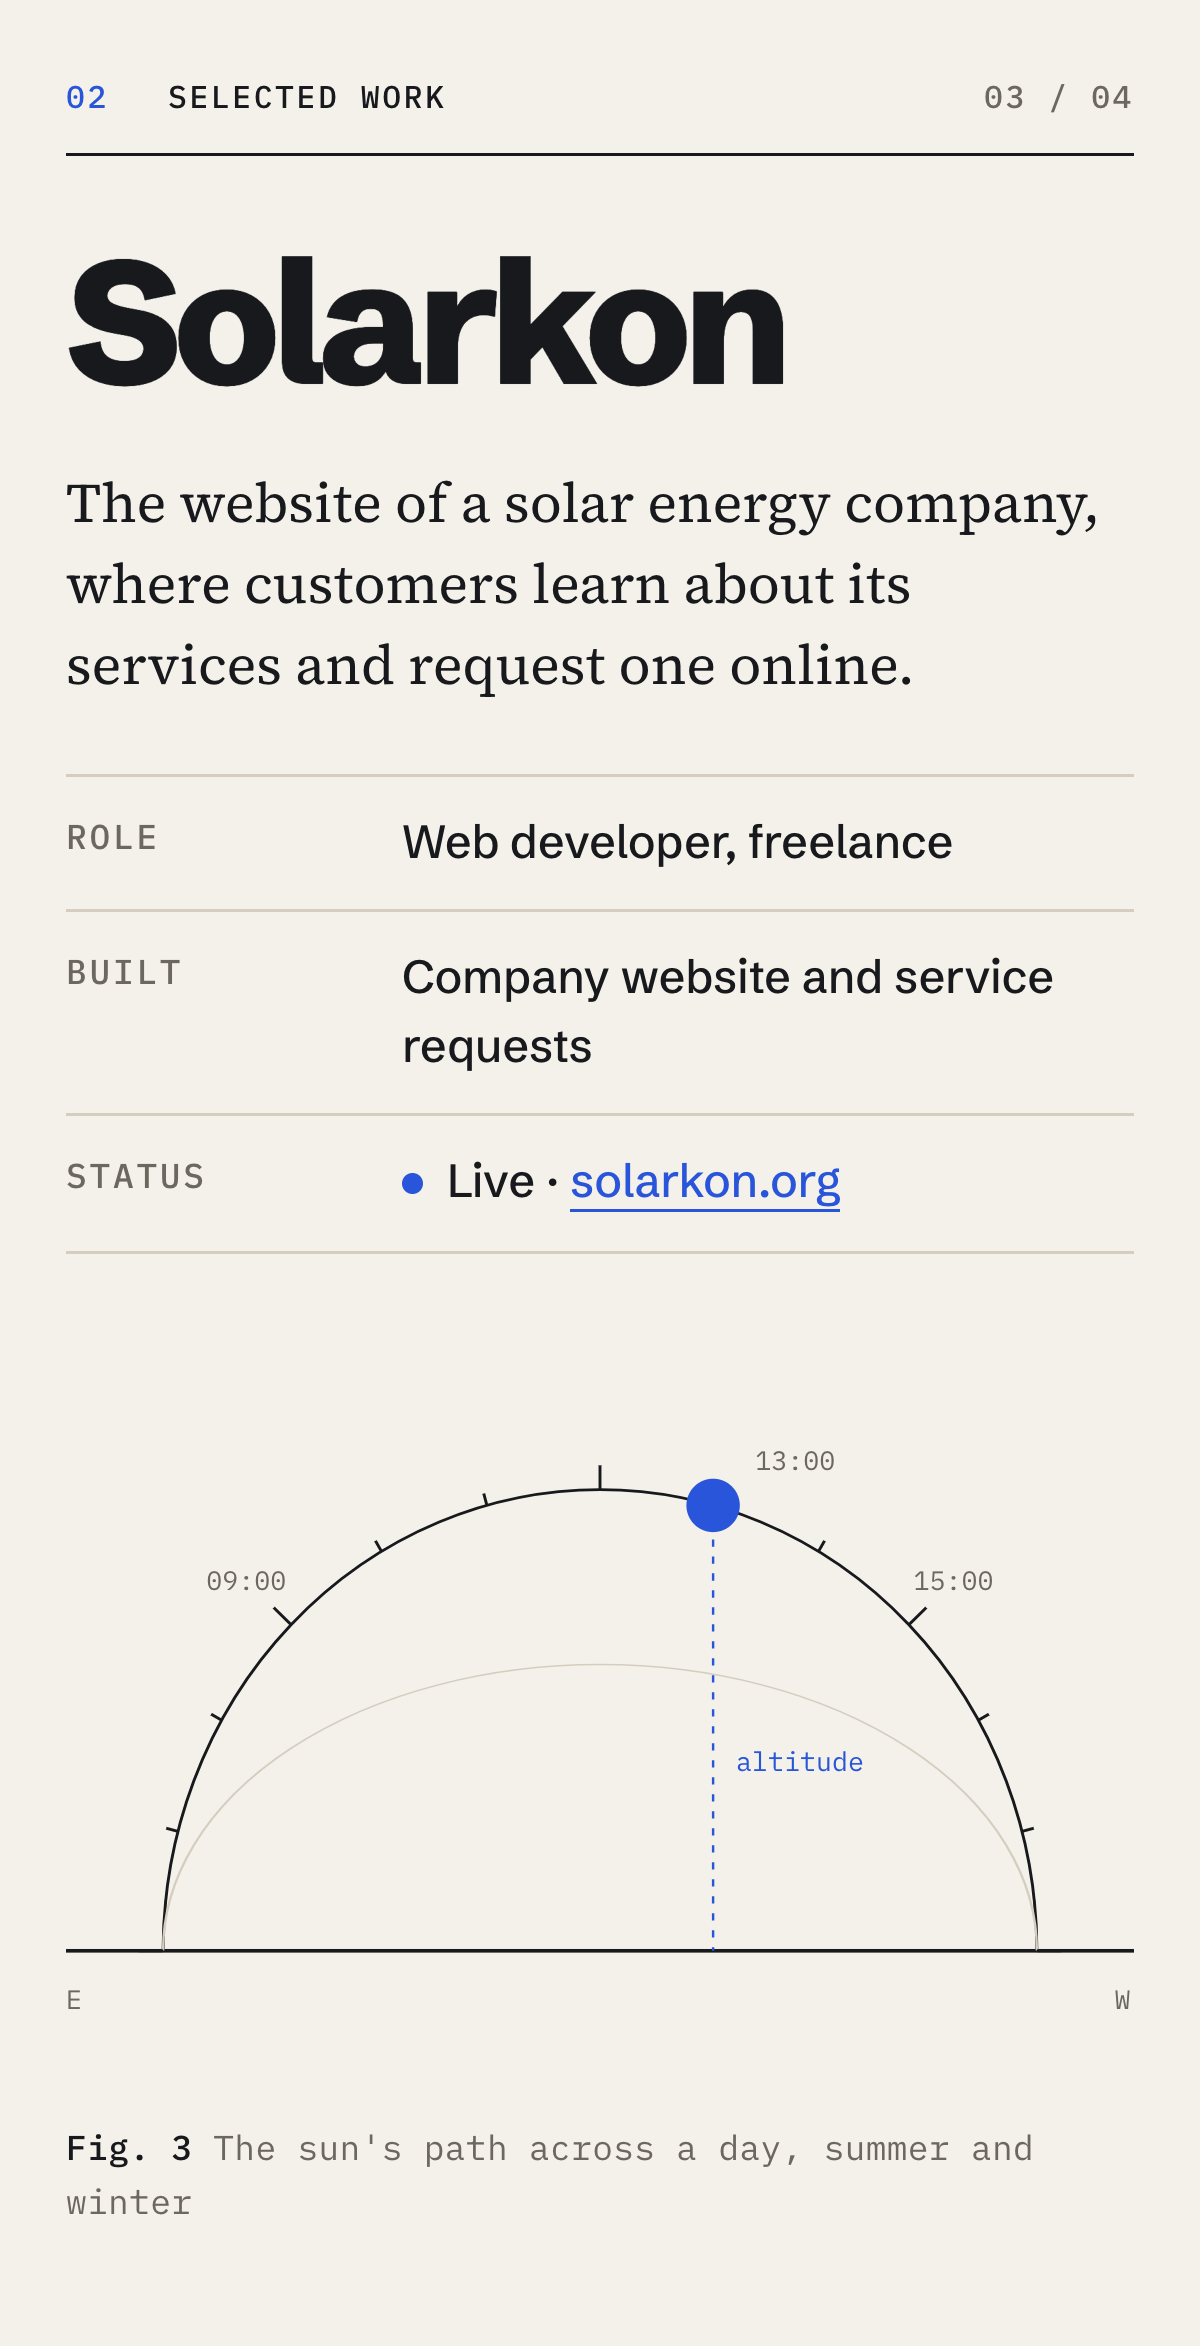 02 SELECTED WORK 03 / 04
Solarkon
The website of a solar energy company,
where customers learn about its
services and request one online.
ROLE Web developer, freelance
BUILT Company website and service
requests
STATUS Live · solarkon.org
13:00
09:00 15:00
altitude
E W
Fig. 3 The sun's path across a day, summer and
winter